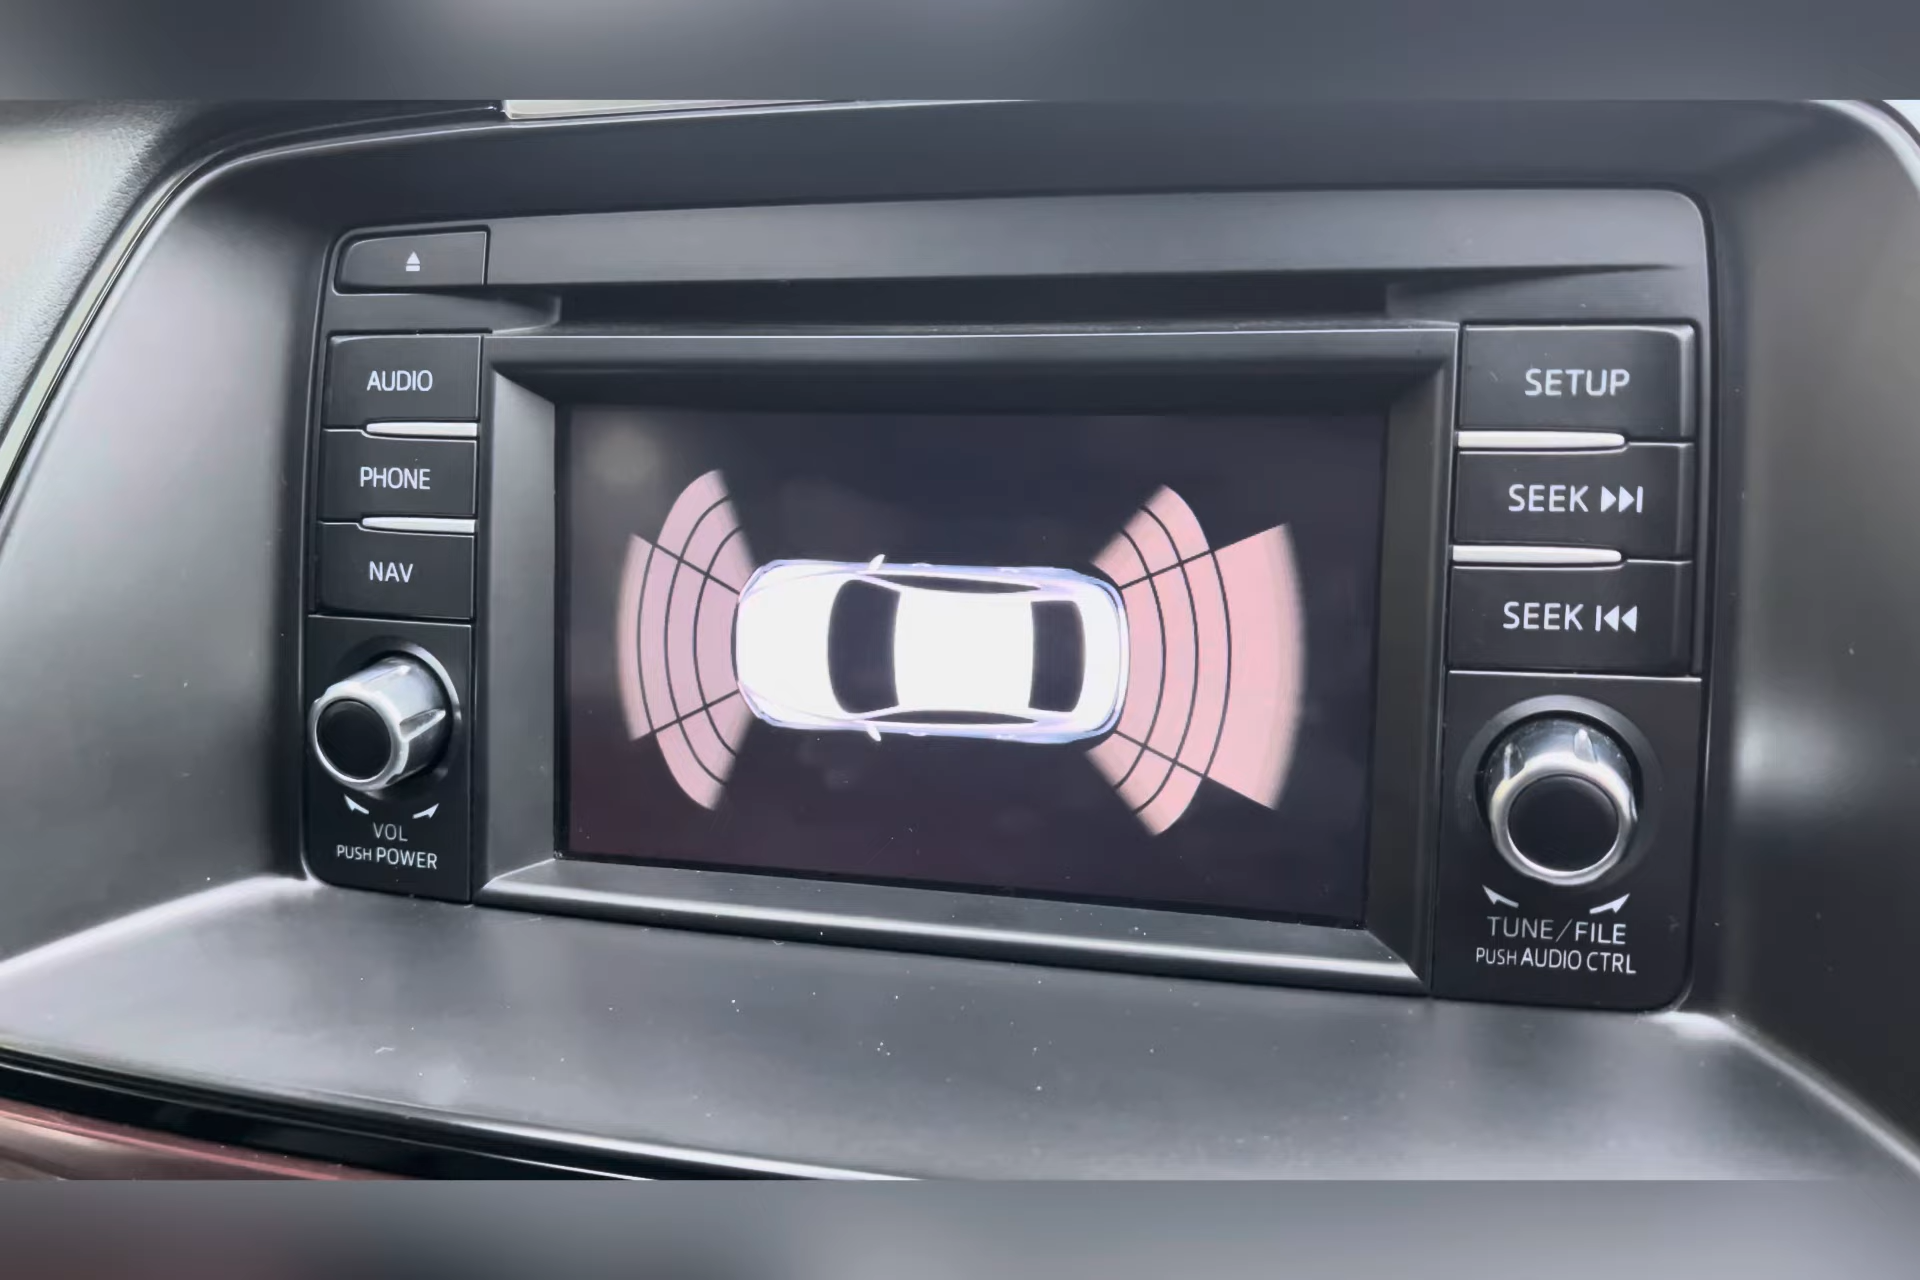 AUDIO
PHONE
NAV
VOL
PUSH POWER
SETUP
SEEK
SEEK
TUNE/FILE
PUSH AUDIO CTRL